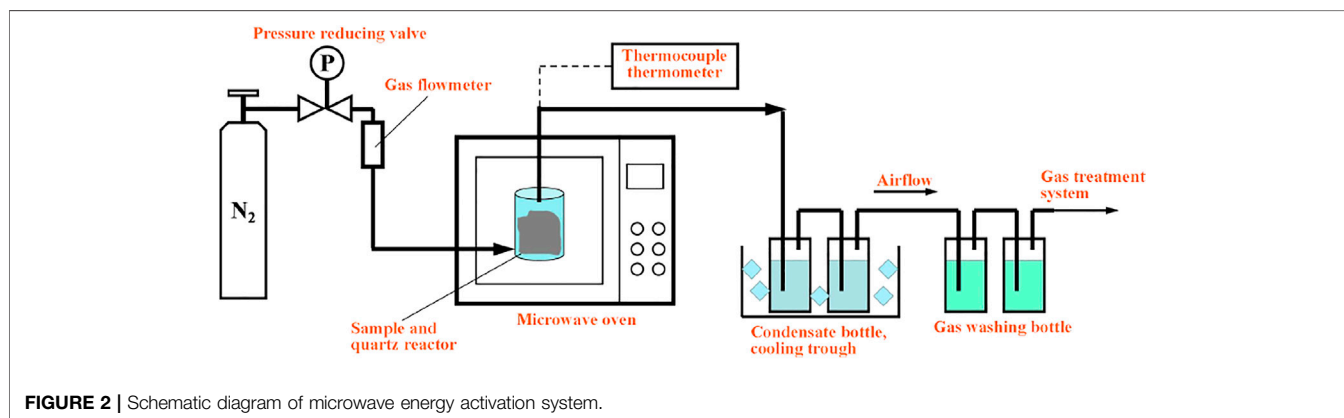 Pressure reducing valve
P
Thermocouple
thermometer
Gas flowmeter
N₂
Airflow
Gas treatment
system
Sample and
quartz reactor
Microwave oven
Condensate bottle,
cooling trough
Gas washing bottle
FIGURE 2 | Schematic diagram of microwave energy activation system.